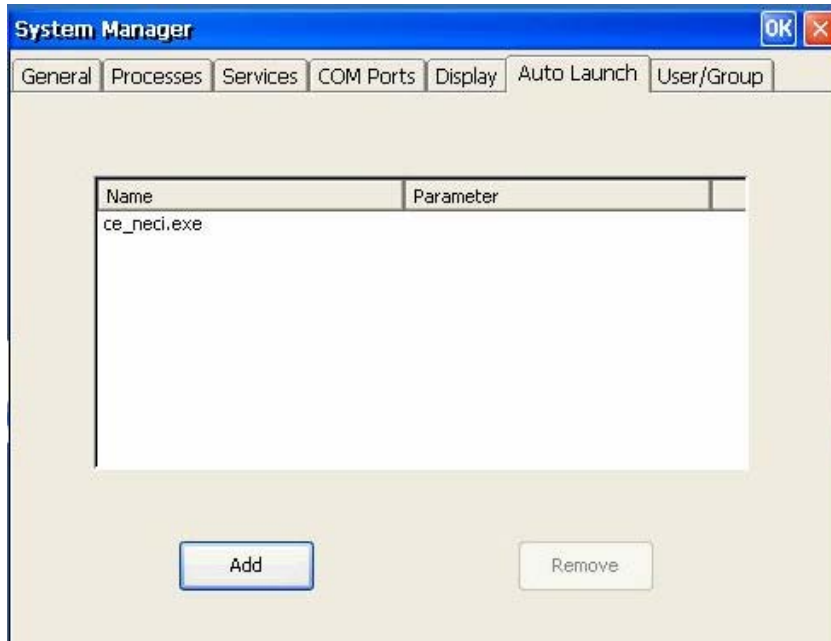 System Manager OK
General Processes Services COM Ports Display Auto Launch User/Group
Name Parameter
ce_neci.exe
Add Remove